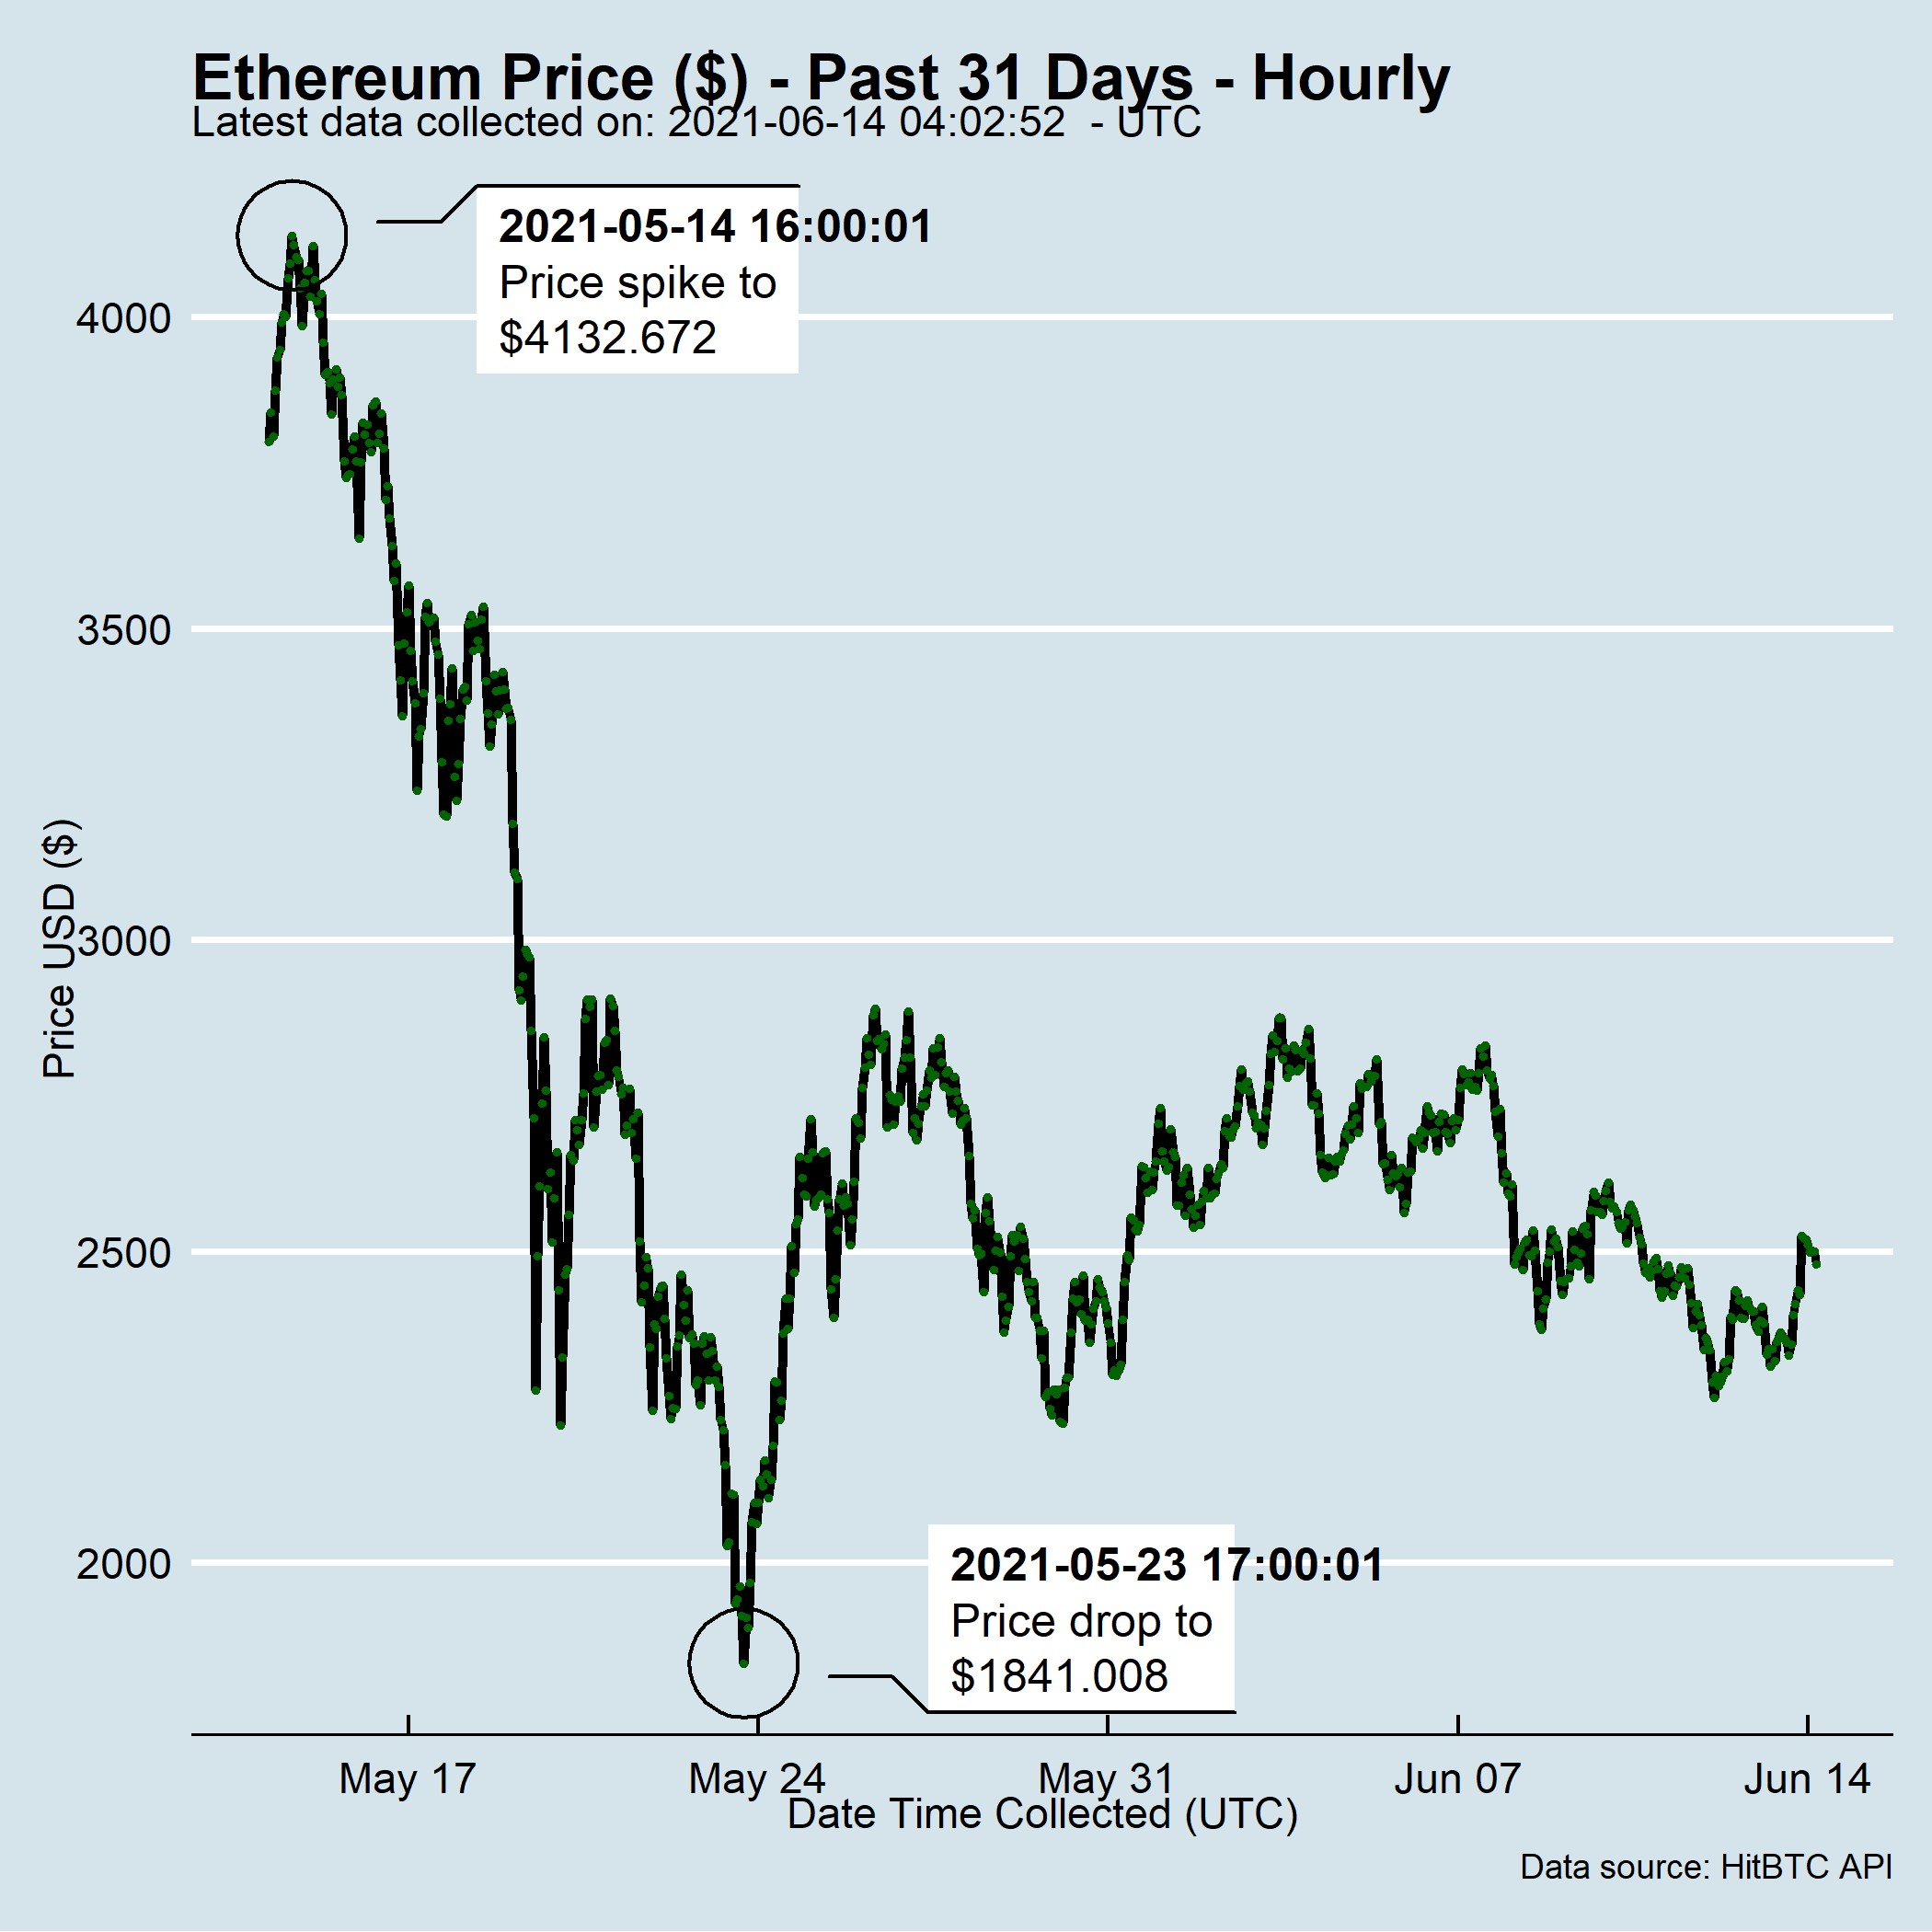 Ethereum Price ($) - Past 31 Days - Hourly
Latest data collected on: 2021-06-14 04:02:52  - UTC
2021-05-14 16:00:01
Price spike to
$4132.672
4000
3500
3000
2500
2000
Price USD ($)
2021-05-23 17:00:01
Price drop to
$1841.008
May 17
May 24
May 31
Jun 07
Jun 14
Date Time Collected (UTC)
Data source: HitBTC API